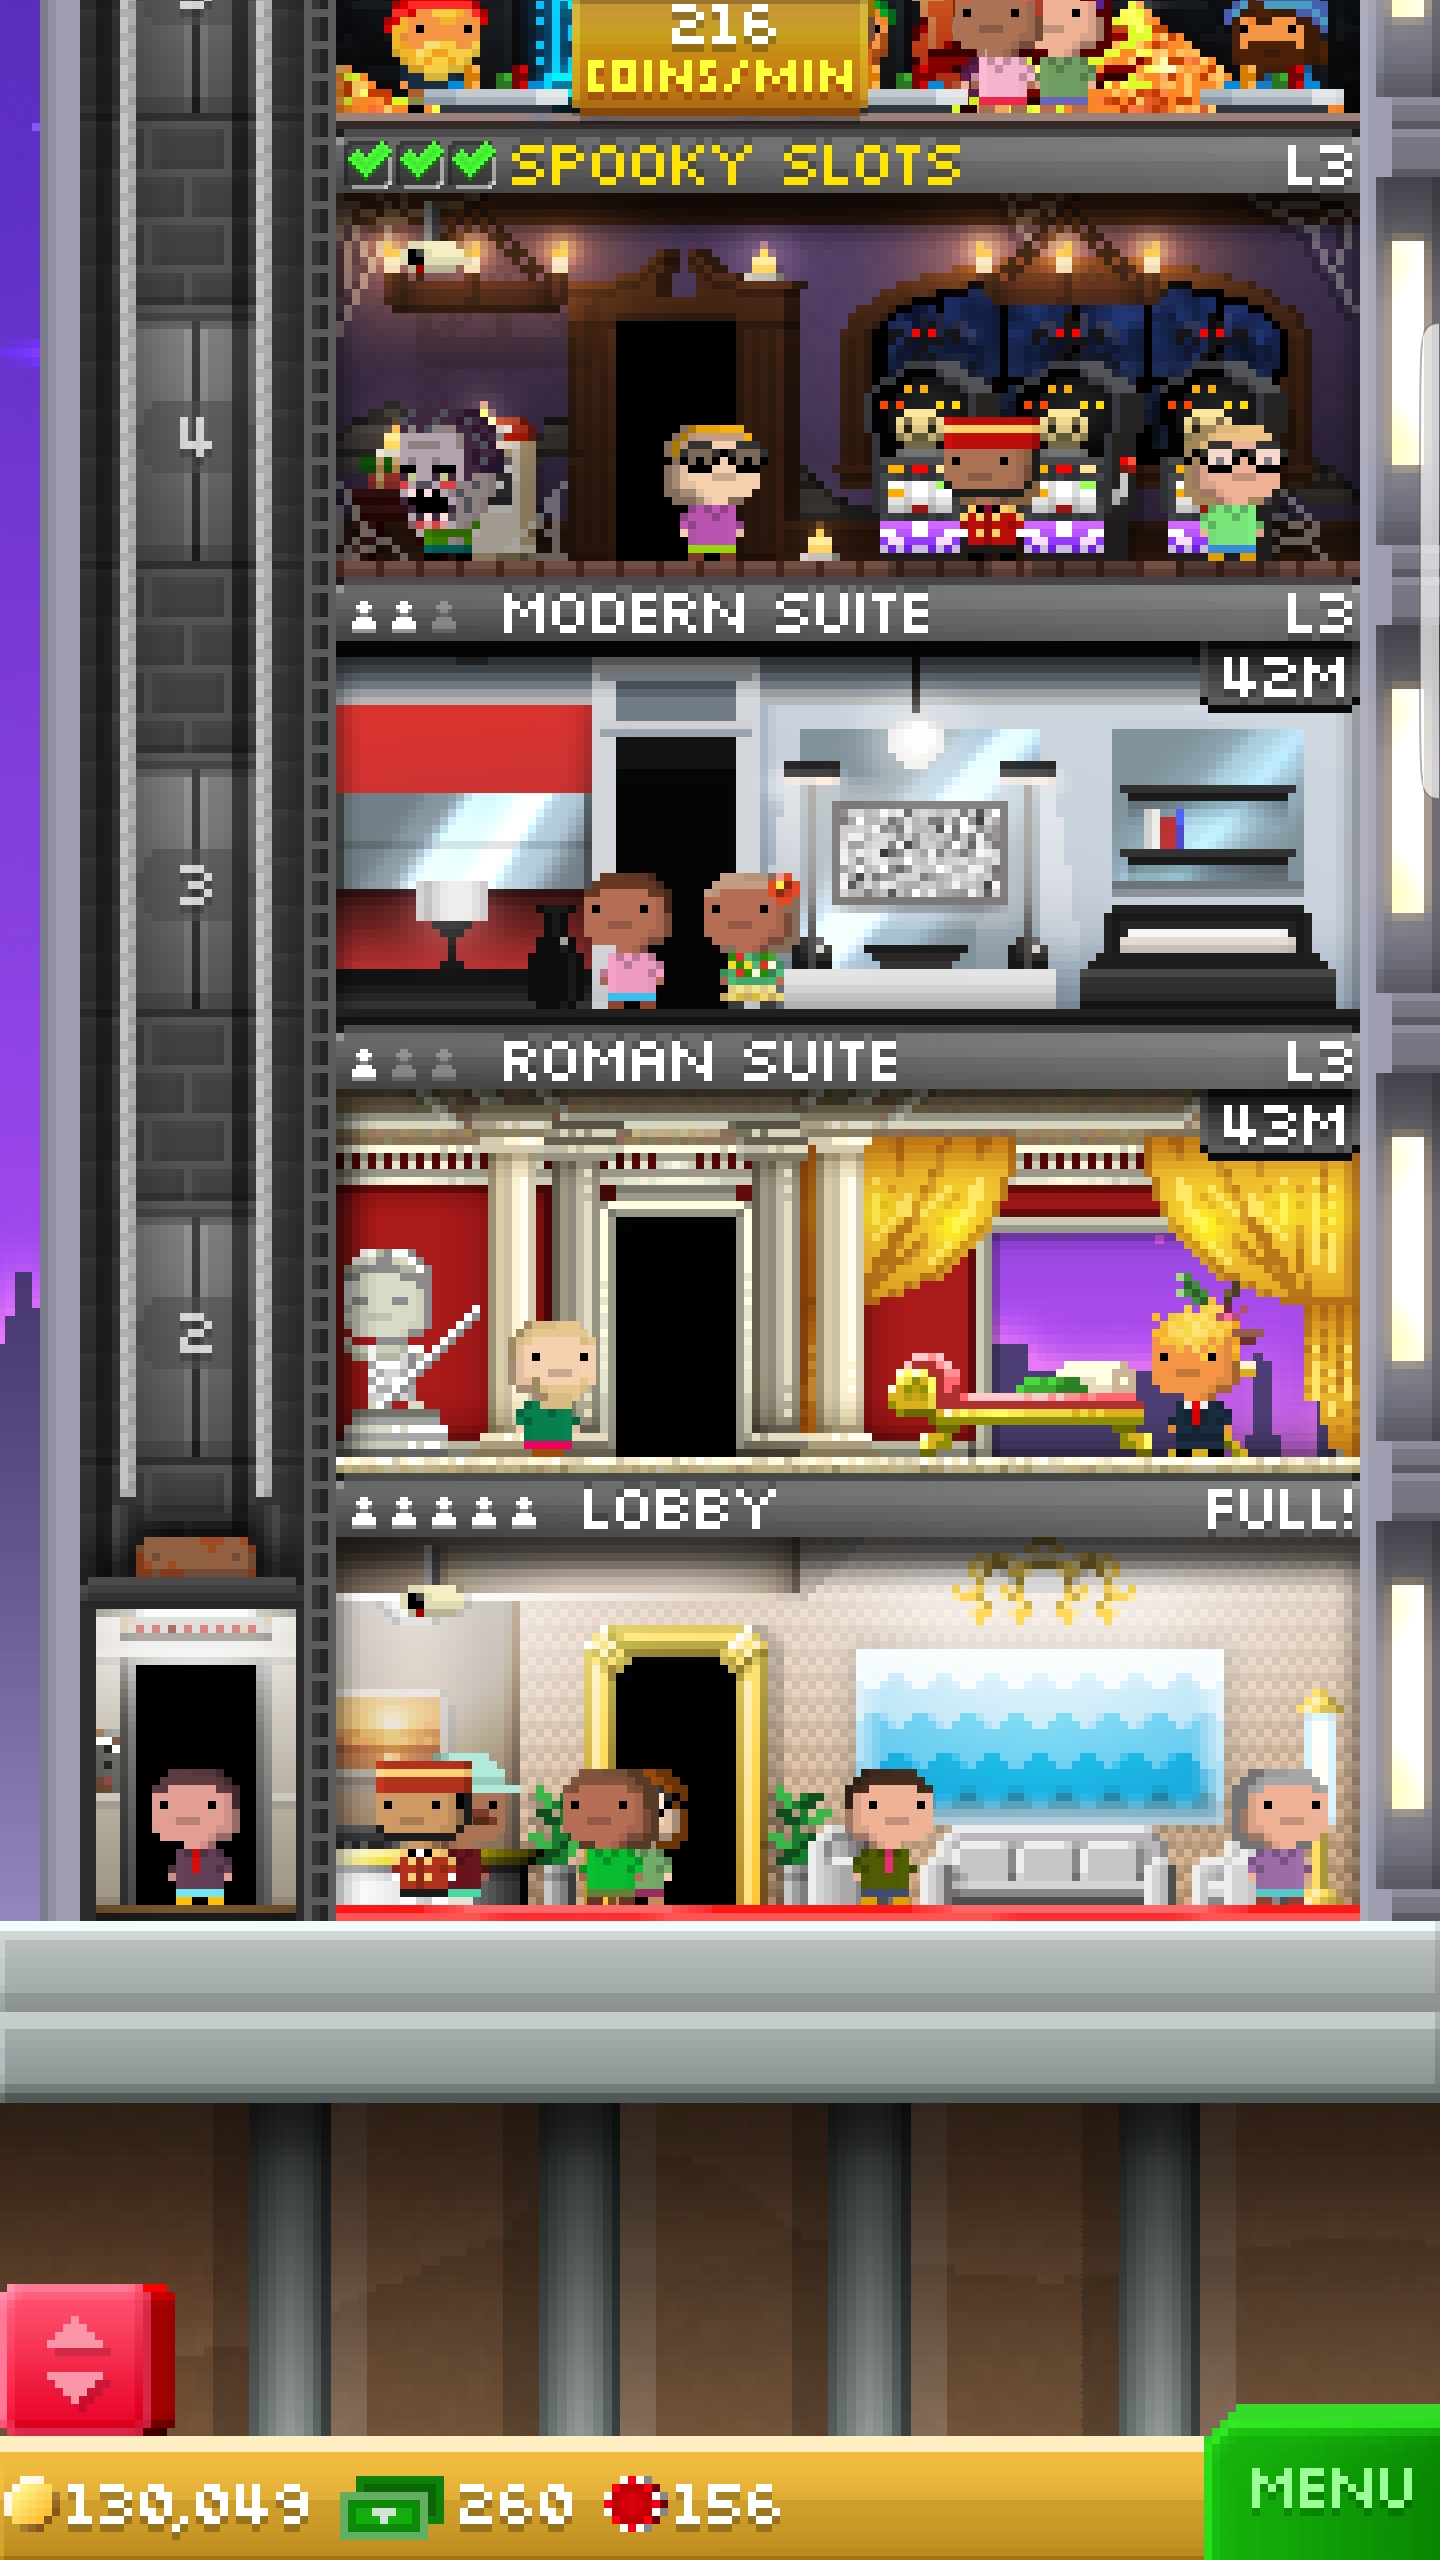 216
COINS/MIN
SPOOKY SLOTS L3
4
MODERN SUITE L3
42M
3
ROMAN SUITE L3
43M
2
LOBBY FULL!
130,049 260 156
MENU